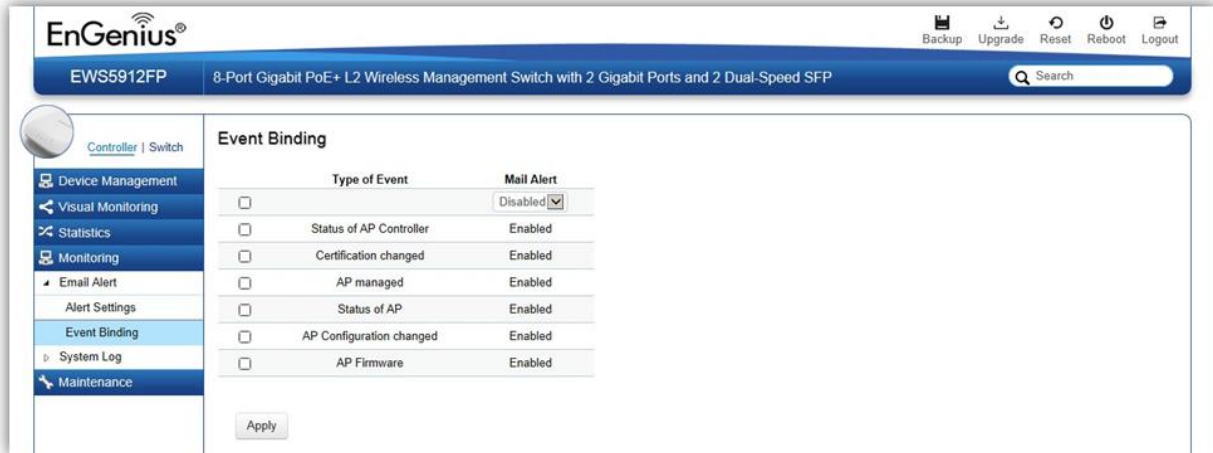 EnGenius®
Backup Upgrade Reset Reboot Logout
EWS5912FP 8-Port Gigabit PoE+ L2 Wireless Management Switch with 2 Gigabit Ports and 2 Dual-Speed SFP Search
Controller | Switch
Device Management
Visual Monitoring
Statistics
Monitoring
Email Alert
Alert Settings
Event Binding
System Log
Maintenance
Event Binding
Type of Event Mail Alert
Disabled
Status of AP Controller Enabled
Certification changed Enabled
AP managed Enabled
Status of AP Enabled
AP Configuration changed Enabled
AP Firmware Enabled
Apply